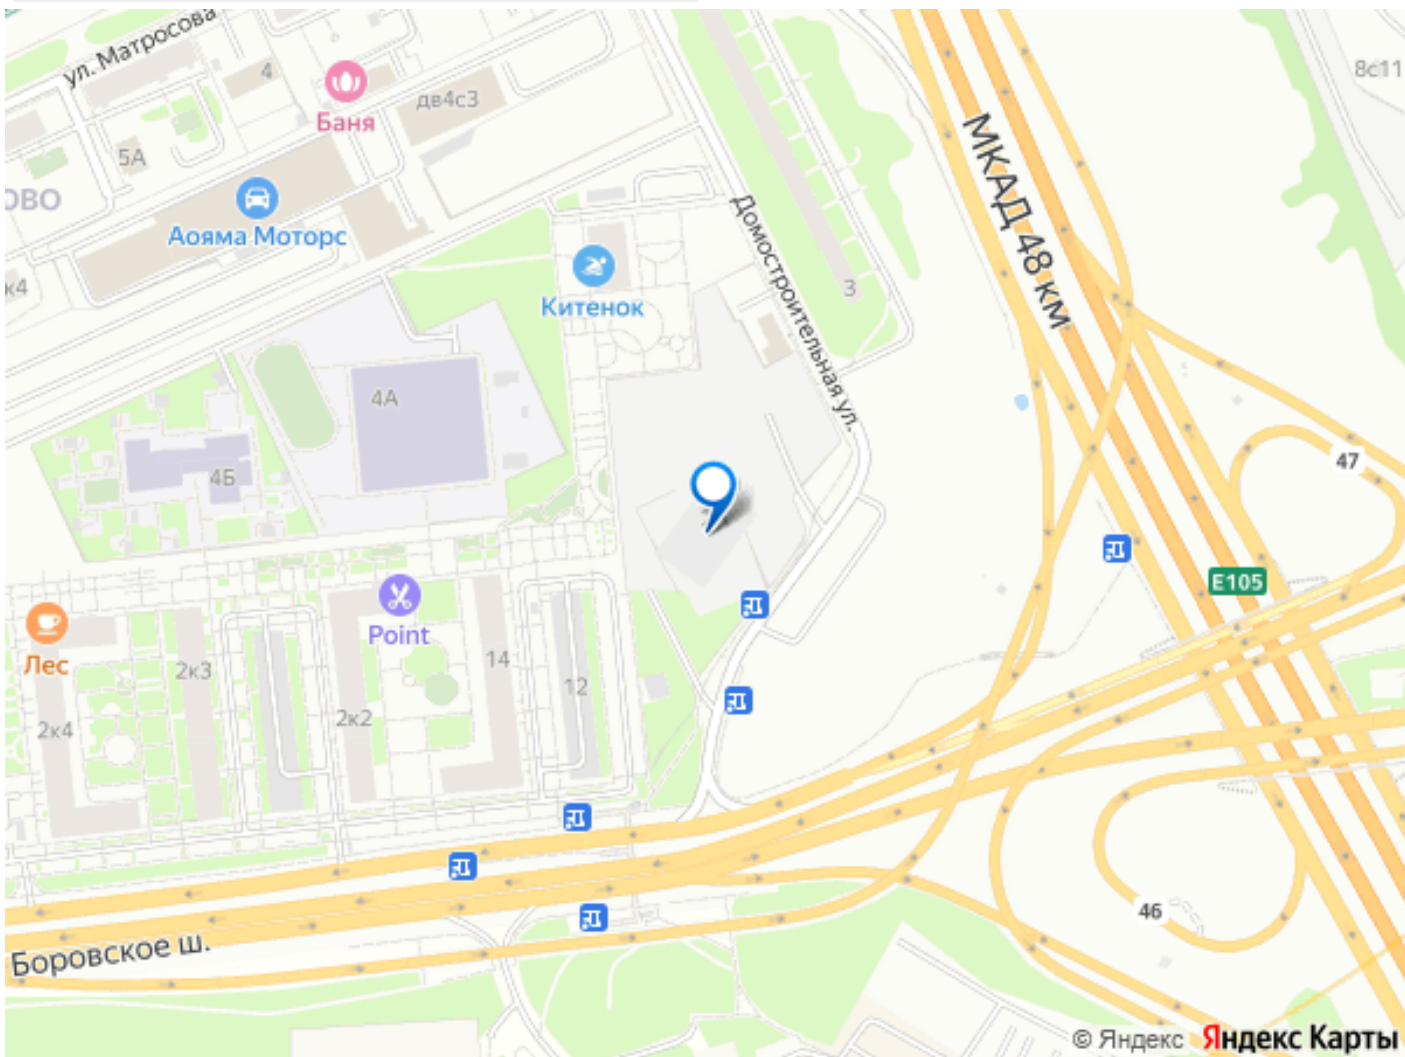 ул. Матросова
4
Баня
дв4с3
8с11
5А
ОВО
Аояма Моторс
МКАД 48 км
Домостроительная ул.
к4
Китенок
3
4А
4Б
47
E105
Point
Лес
2к3
14
12
2к4
2к2
46
Боровское ш.
© Яндекс Яндекс Карты